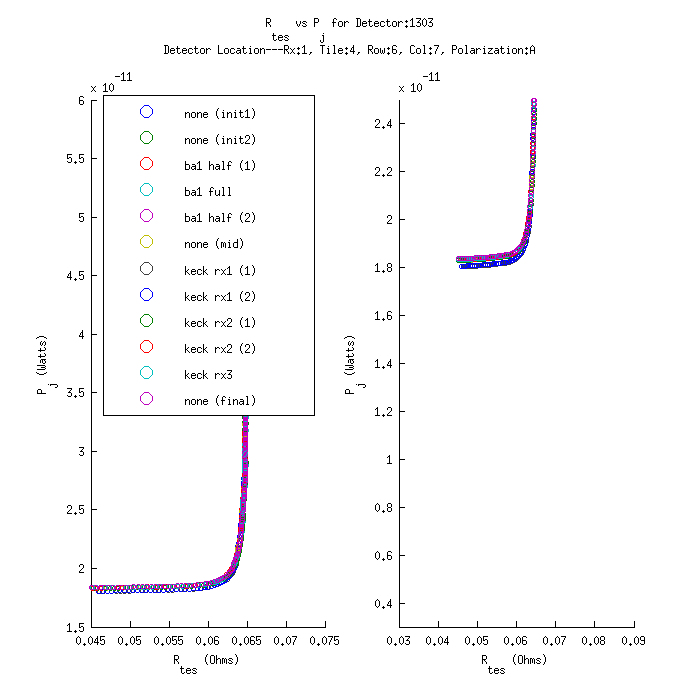 R_tes vs P_j for Detector:1303
Detector Location---Rx:1, Tile:4, Row:6, Col:7, Polarization:A
x 10^-11
6
5.5
5
4.5
4
3.5
3
2.5
2
1.5
P_j (Watts)
none (init1)
none (init2)
ba1 half (1)
ba1 full
ba1 half (2)
none (mid)
keck rx1 (1)
keck rx1 (2)
keck rx2 (1)
keck rx2 (2)
keck rx3
none (final)
0.045 0.05 0.055 0.06 0.065 0.07 0.075
R_tes (Ohms)
x 10^-11
2.4
2.2
2
1.8
1.6
1.4
1.2
1
0.8
0.6
0.4
P_j (Watts)
0.03 0.04 0.05 0.06 0.07 0.08 0.09
R_tes (Ohms)